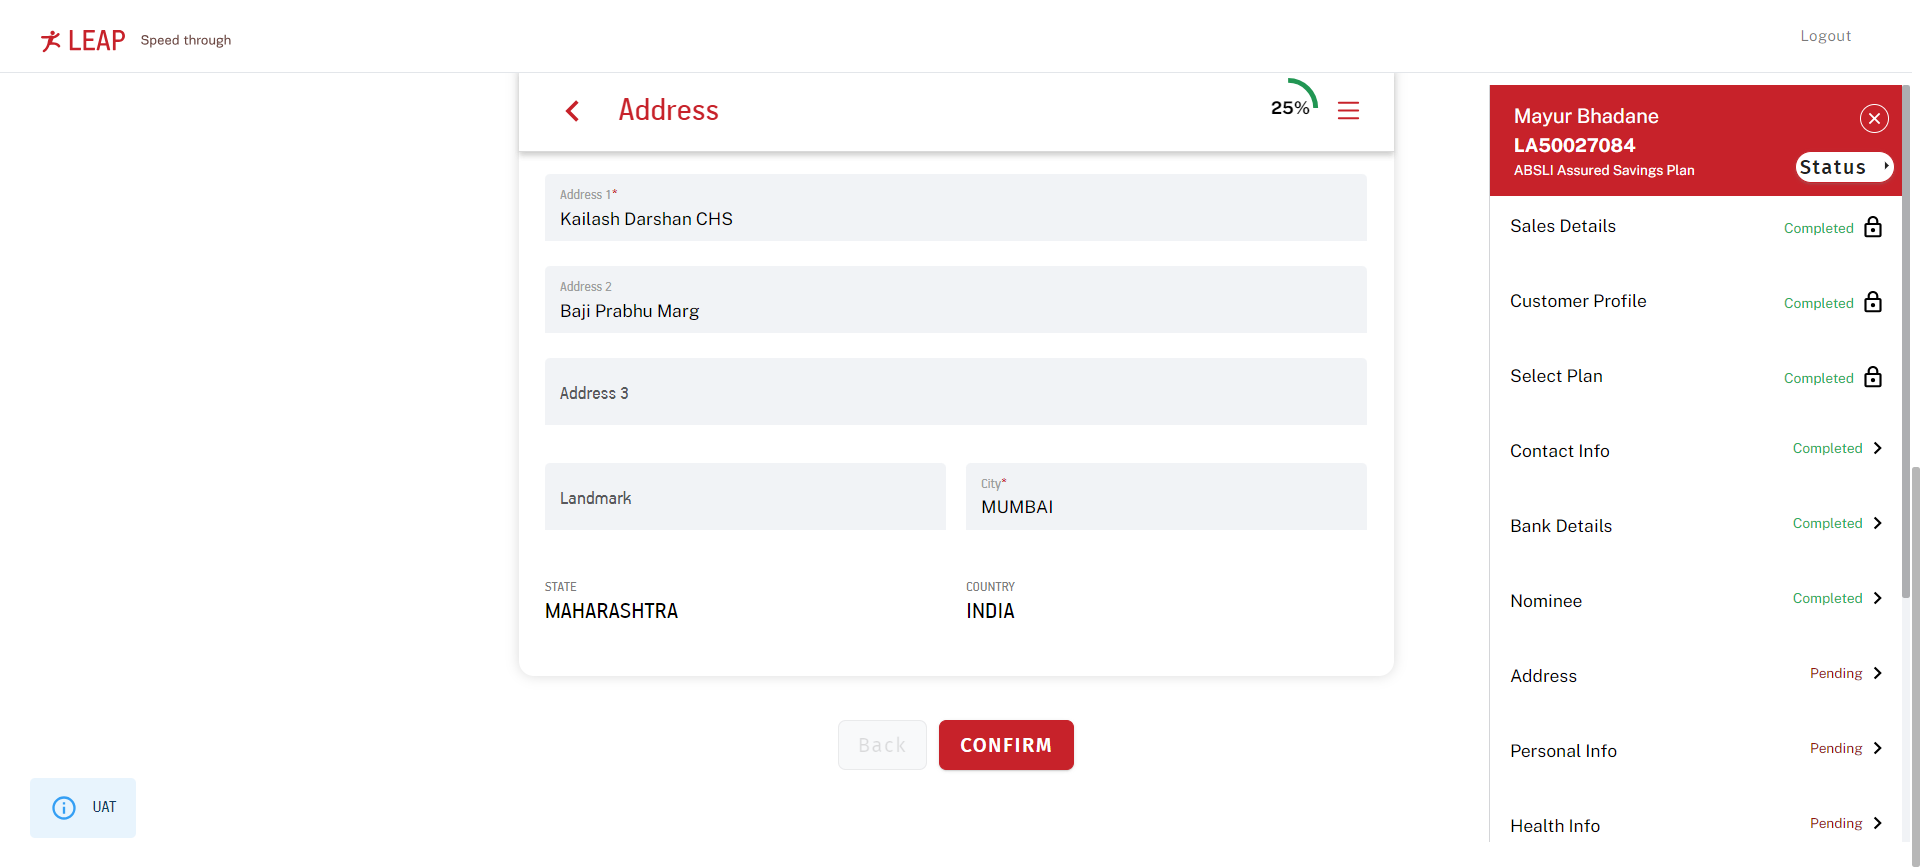 LEAP Speed through
Logout
Address
25%
Address 1*
Kailash Darshan CHS
Address 2
Baji Prabhu Marg
Address 3
Landmark
City*
MUMBAI
STATE
MAHARASHTRA
COUNTRY
INDIA
Back
CONFIRM
UAT
Mayur Bhadane
LA50027084
ABSLI Assured Savings Plan
Status
Sales Details Completed
Customer Profile Completed
Select Plan Completed
Contact Info Completed
Bank Details Completed
Nominee Completed
Address Pending
Personal Info Pending
Health Info Pending